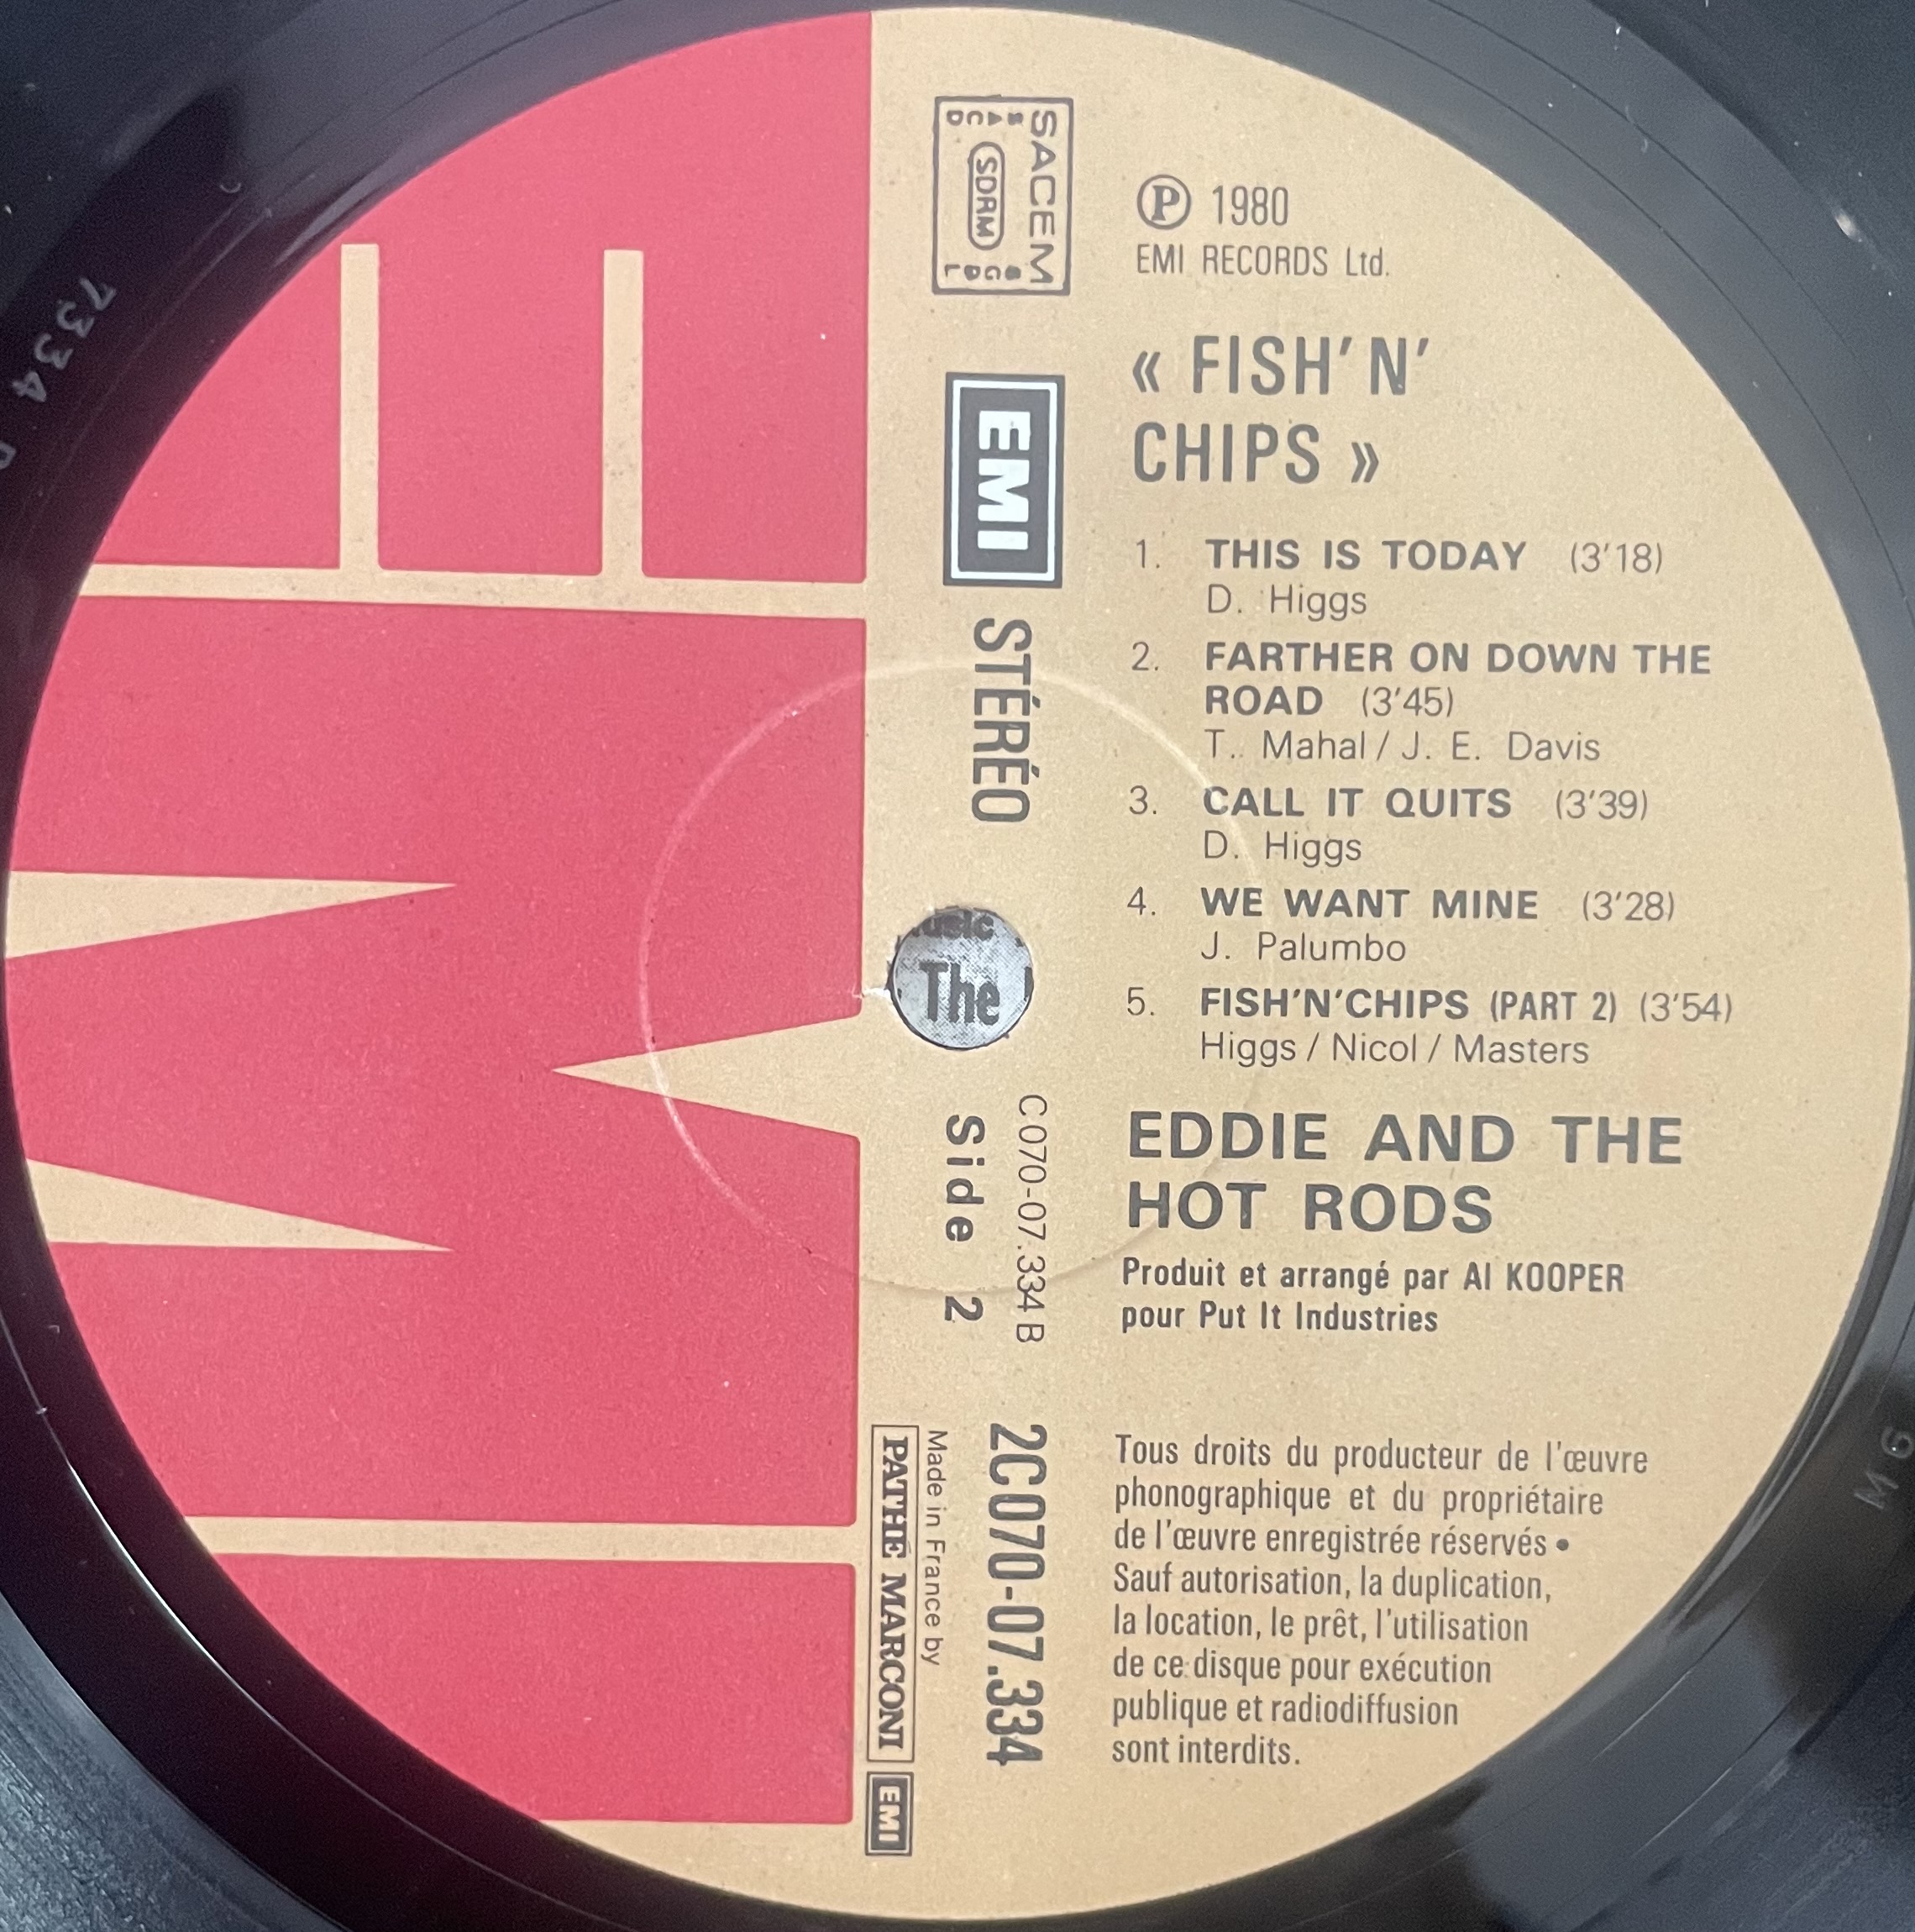 SACEM
SACD
SDRM
SGDL
EMI
STÉRÉO
Ⓟ 1980
EMI RECORDS Ltd.
« FISH'N'
CHIPS »
1. THIS IS TODAY (3'18)
D. Higgs
2. FARTHER ON DOWN THE
ROAD (3'45)
T. Mahal / J. E. Davis
3. CALL IT QUITS (3'39)
D. Higgs
4. WE WANT MINE (3'28)
J. Palumbo
5. FISH'N'CHIPS (PART 2) (3'54)
Higgs / Nicol / Masters
EDDIE AND THE
HOT RODS
Produit et arrangé par Al KOOPER
pour Put It Industries
Tous droits du producteur de l'œuvre
phonographique et du propriétaire
de l'œuvre enregistrée réservés •
Sauf autorisation, la duplication,
la location, le prêt, l'utilisation
de ce disque pour exécution
publique et radiodiffusion
sont interdits.
The
C 070-07.334 B
Side 2
2C070-07.334
Made in France by
PATHE MARCONI
EMI
7334
M 6